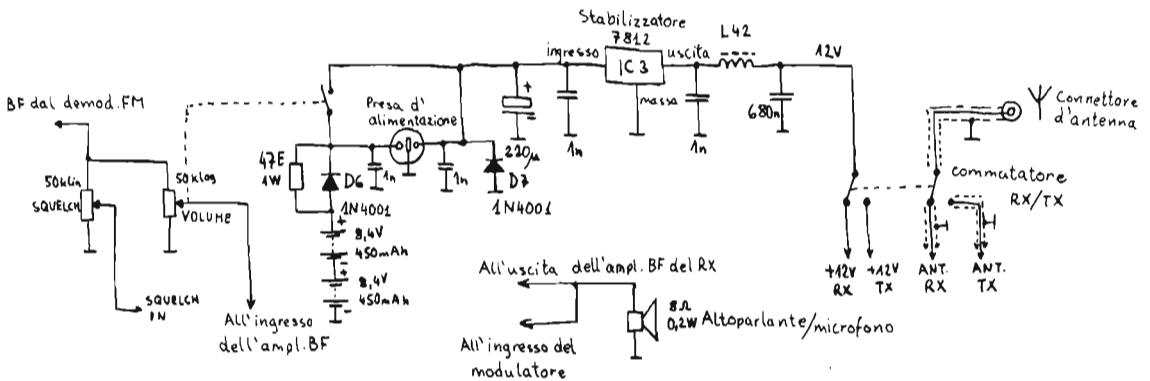 Stabilizzatore
7812
IC3
ingresso
uscita
massa
L42
12V
BF dal demod.FM
Presa d'
alimentazione
+
220µ
1n
1n
680n
Connettore
d'antenna
47E
1W
D6
1n
1n
D7
1N4001
1N4001
50klin
SQUELCH
50klog
VOLUME
commutatore
RX/TX
+
8,4V
450mAh
-
+
8,4V
450mAh
-
SQUELCH
IN
All'ingresso
dell'ampl.BF
All'uscita dell'ampl.BF del RX
8Ω
0,2W
Altoparlante/microfono
All'ingresso del
modulatore
+12V
RX
+12V
TX
ANT.
RX
ANT.
TX